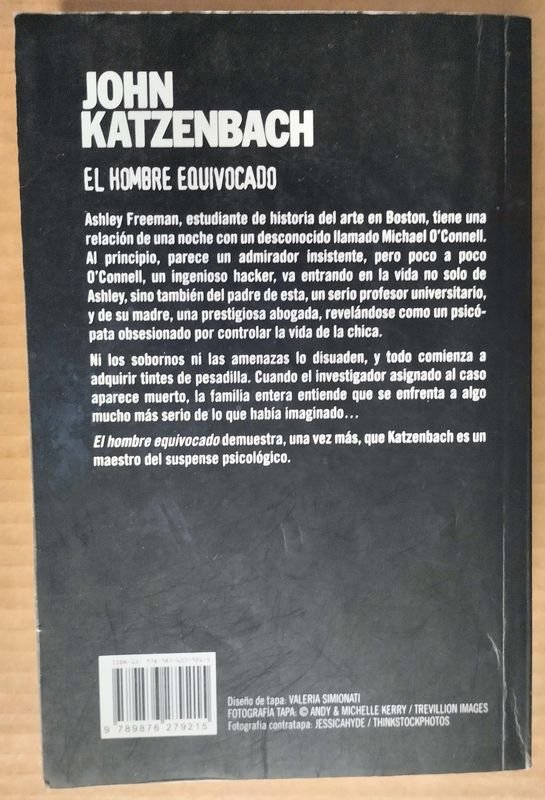 JOHN
KATZENBACH
EL HOMBRE EQUIVOCADO
Ashley Freeman, estudiante de historia del arte en Boston, tiene una
relación de una noche con un desconocido llamado Michael O'Connell.
Al principio, parece un admirador insistente, pero poco a poco
O'Connell, un ingenioso hacker, va entrando en la vida no solo de
Ashley, sino también del padre de esta, un serio profesor universitario,
y de su madre, una prestigiosa abogada, revelándose como un psicó-
pata obsesionado por controlar la vida de la chica.
Ni los sobornos ni las amenazas lo disuaden, y todo comienza a
adquirir tintes de pesadilla. Cuando el investigador asignado al caso
aparece muerto, la familia entera entiende que se enfrenta a algo
mucho más serio de lo que había imaginado...
El hombre equivocado demuestra, una vez más, que Katzenbach es un
maestro del suspense psicológico.
9 789876 279215
Diseño de tapa: VALERIA SIMIONATI
FOTOGRAFÍA TAPA: © ANDY & MICHELLE KERRY / TREVILLION IMAGES
Fotografía contratapa: JESSICAHYDE / THINKSTOCKPHOTOS